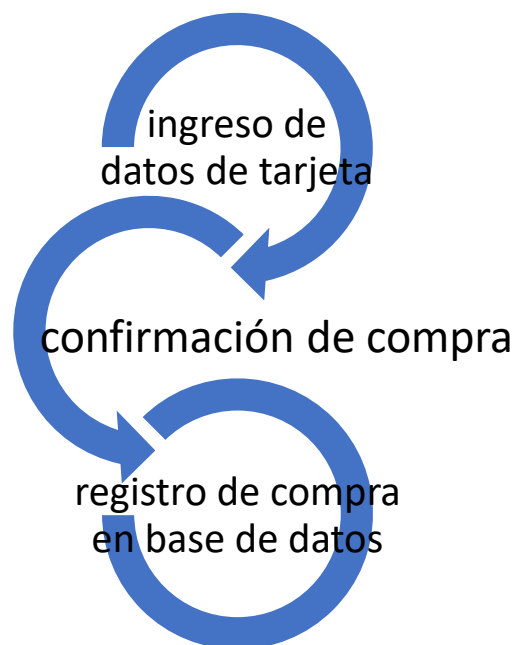 ingreso de
datos de tarjeta
confirmación de compra
registro de compra
en base de datos